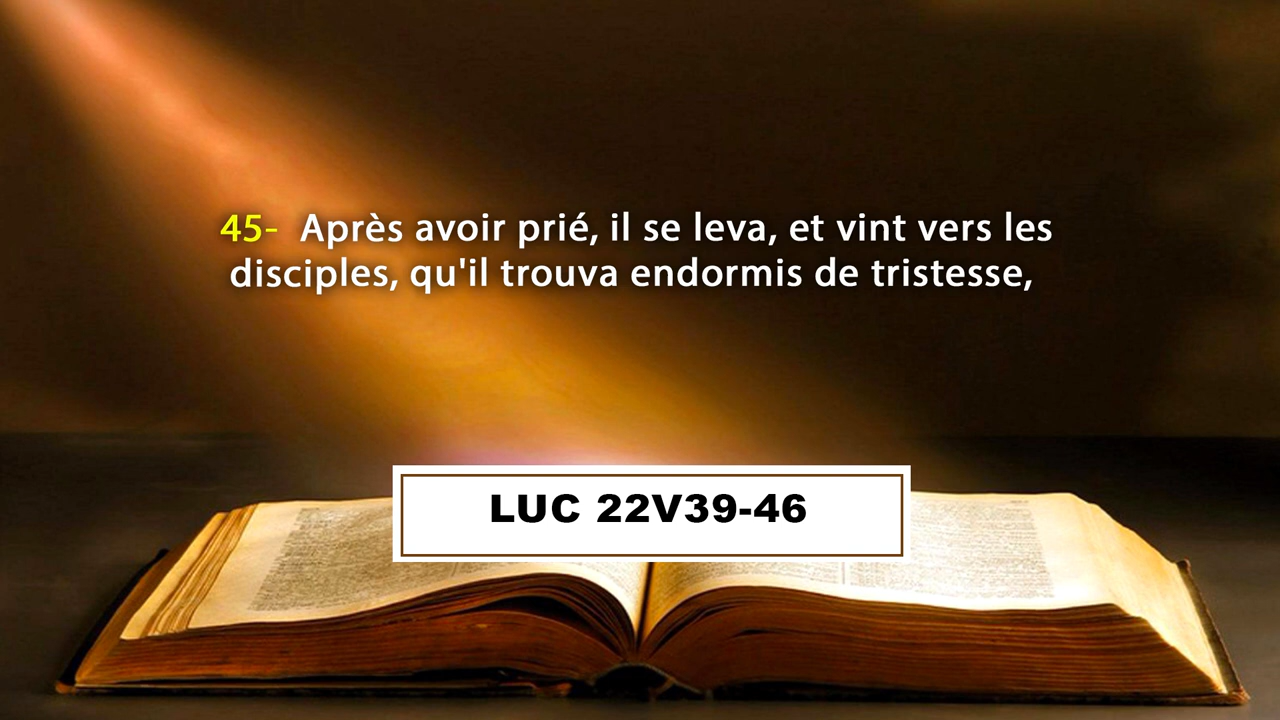 45- Après avoir prié, il se leva, et vint vers les
disciples, qu'il trouva endormis de tristesse,
LUC 22V39-46